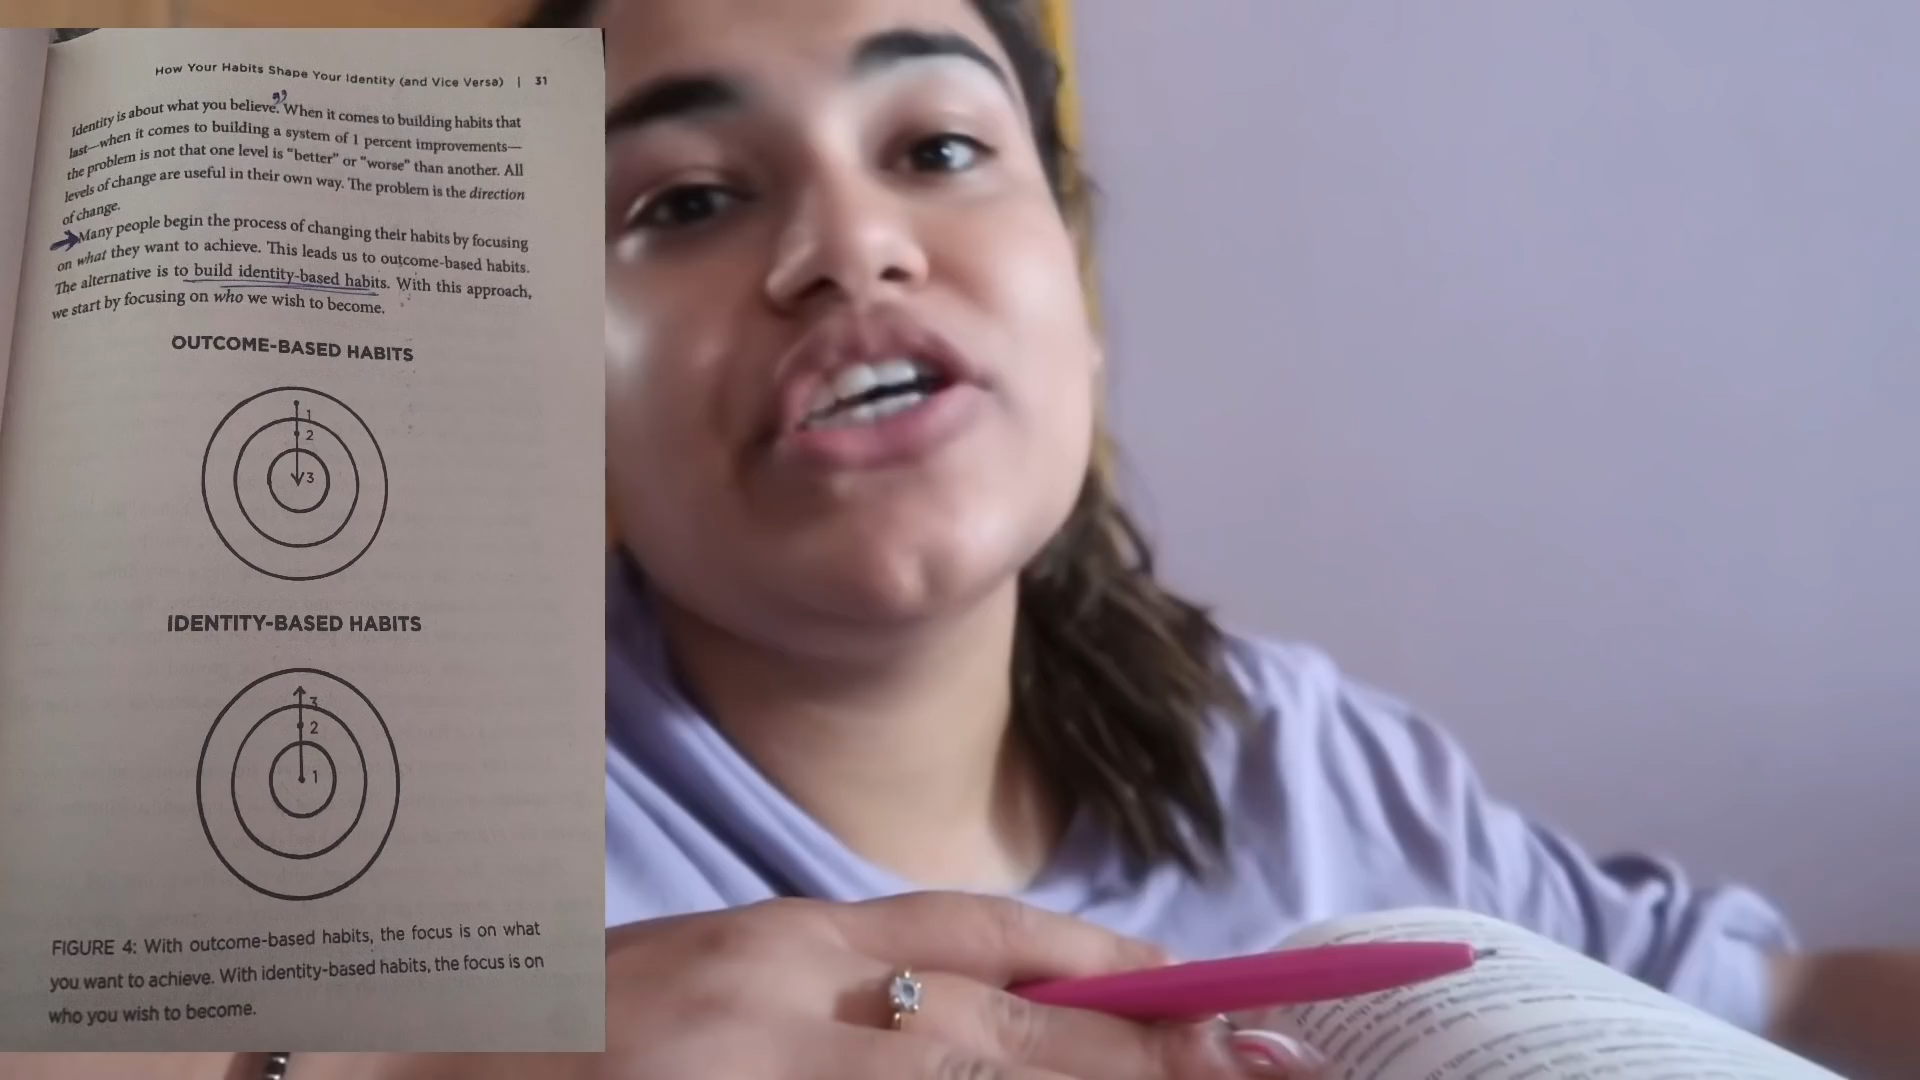 How Your Habits Shape Your Identity (and Vice Versa) | 31
Identity is about what you believe. When it comes to building habits that
last—when it comes to building a system of 1 percent improvements—
the problem is not that one level is "better" or "worse" than another. All
levels of change are useful in their own way. The problem is the direction
of change.
Many people begin the process of changing their habits by focusing
on what they want to achieve. This leads us to outcome-based habits.
The alternative is to build identity-based habits. With this approach,
we start by focusing on who we wish to become.
OUTCOME-BASED HABITS
1
2
3
IDENTITY-BASED HABITS
3
2
1
FIGURE 4: With outcome-based habits, the focus is on what
you want to achieve. With identity-based habits, the focus is on
who you wish to become.